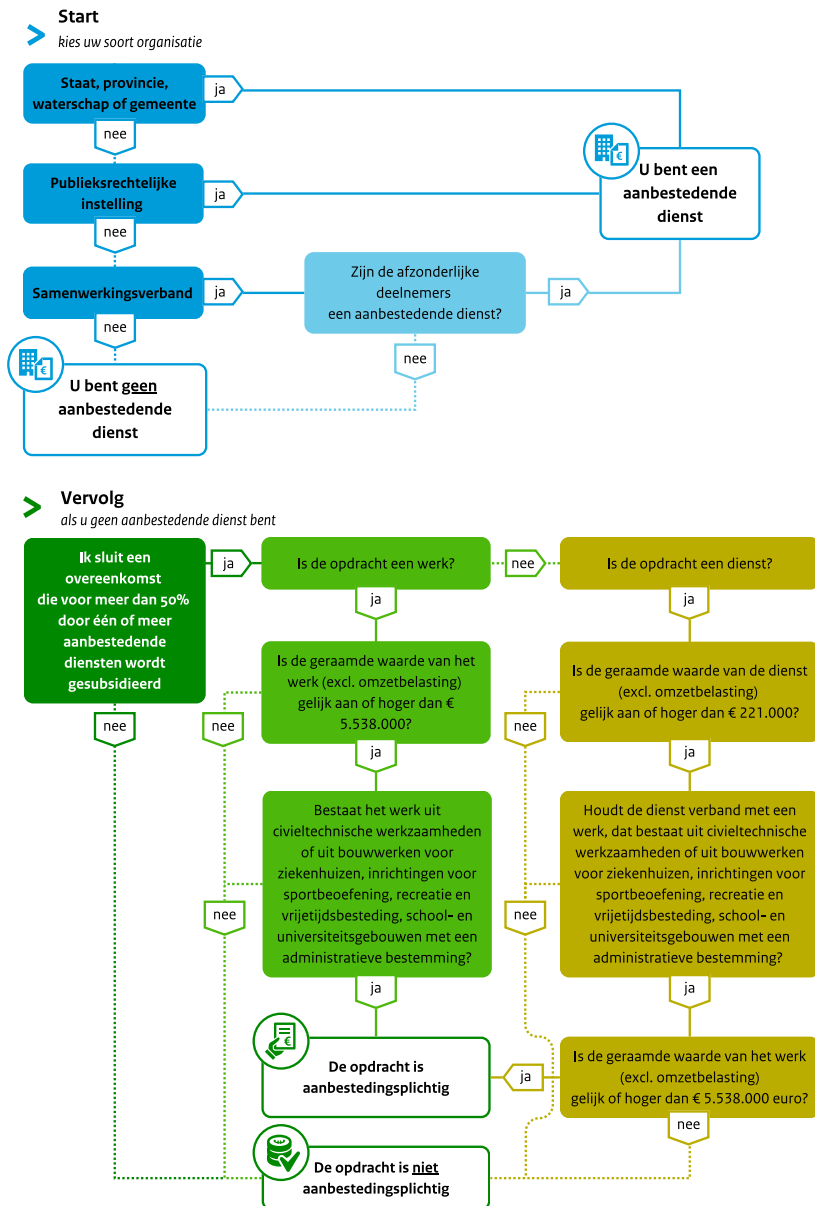 Start
kies uw soort organisatie
Staat, provincie,
waterschap of gemeente
ja
nee
Publieksrechtelijke
instelling
ja
nee
U bent een
aanbestedende
dienst
Samenwerkingsverband
ja
Zijn de afzonderlijke
deelnemers
een aanbestedende dienst?
ja
nee
nee
U bent geen
aanbestedende
dienst
Vervolg
als u geen aanbestedende dienst bent
Ik sluit een
overeenkomst
die voor meer dan 50%
door één of meer
aanbestedende
diensten wordt
gesubsidieerd
ja
nee
Is de opdracht een werk?
nee
ja
Is de opdracht een dienst?
ja
Is de geraamde waarde van het
werk (excl. omzetbelasting)
gelijk aan of hoger dan €
5.538.000?
nee
ja
Is de geraamde waarde van de dienst
(excl. omzetbelasting)
gelijk aan of hoger dan € 221.000?
nee
ja
Bestaat het werk uit
civieltechnische werkzaamheden
of uit bouwwerken voor
ziekenhuizen, inrichtingen voor
sportbeoefening, recreatie en
vrijetijdsbesteding, school- en
universiteitsgebouwen met een
administratieve bestemming?
nee
ja
Houdt de dienst verband met een
werk, dat bestaat uit civieltechnische
werkzaamheden of uit bouwwerken
voor ziekenhuizen, inrichtingen voor
sportbeoefening, recreatie en
vrijetijdsbesteding, school- en
universiteitsgebouwen met een
administratieve bestemming?
nee
ja
De opdracht is
aanbestedingsplichtig
ja
Is de geraamde waarde van het werk
(excl. omzetbelasting)
gelijk of hoger dan € 5.538.000 euro?
nee
De opdracht is niet
aanbestedingsplichtig